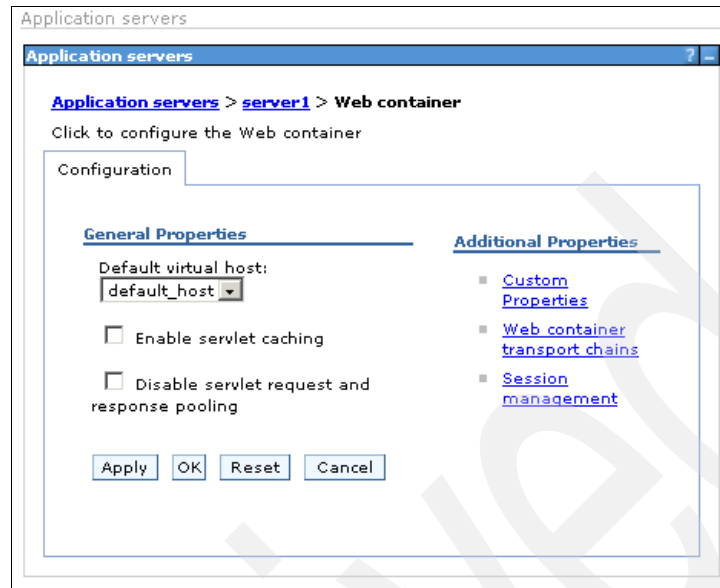 Application servers
Application servers ? –
Application servers > server1 > Web container
Click to configure the Web container
Configuration
General Properties
Default virtual host:
default_host
Enable servlet caching
Disable servlet request and
response pooling
Apply OK Reset Cancel
Additional Properties
Custom
Properties
Web container
transport chains
Session
management